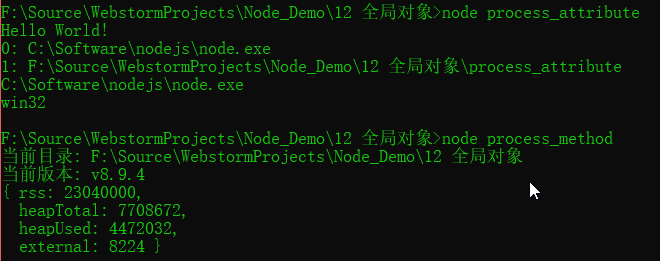 F:\Source\WebstormProjects\Node_Demo\12 全局对象>node process_attribute
Hello World!
0: C:\Software\nodejs\node.exe
1: F:\Source\WebstormProjects\Node_Demo\12 全局对象\process_attribute
C:\Software\nodejs\node.exe
win32
F:\Source\WebstormProjects\Node_Demo\12 全局对象>node process_method
当前目录: F:\Source\WebstormProjects\Node_Demo\12 全局对象
当前版本: v8.9.4
{ rss: 23040000,
heapTotal: 7708672,
heapUsed: 4472032,
external: 8224 }